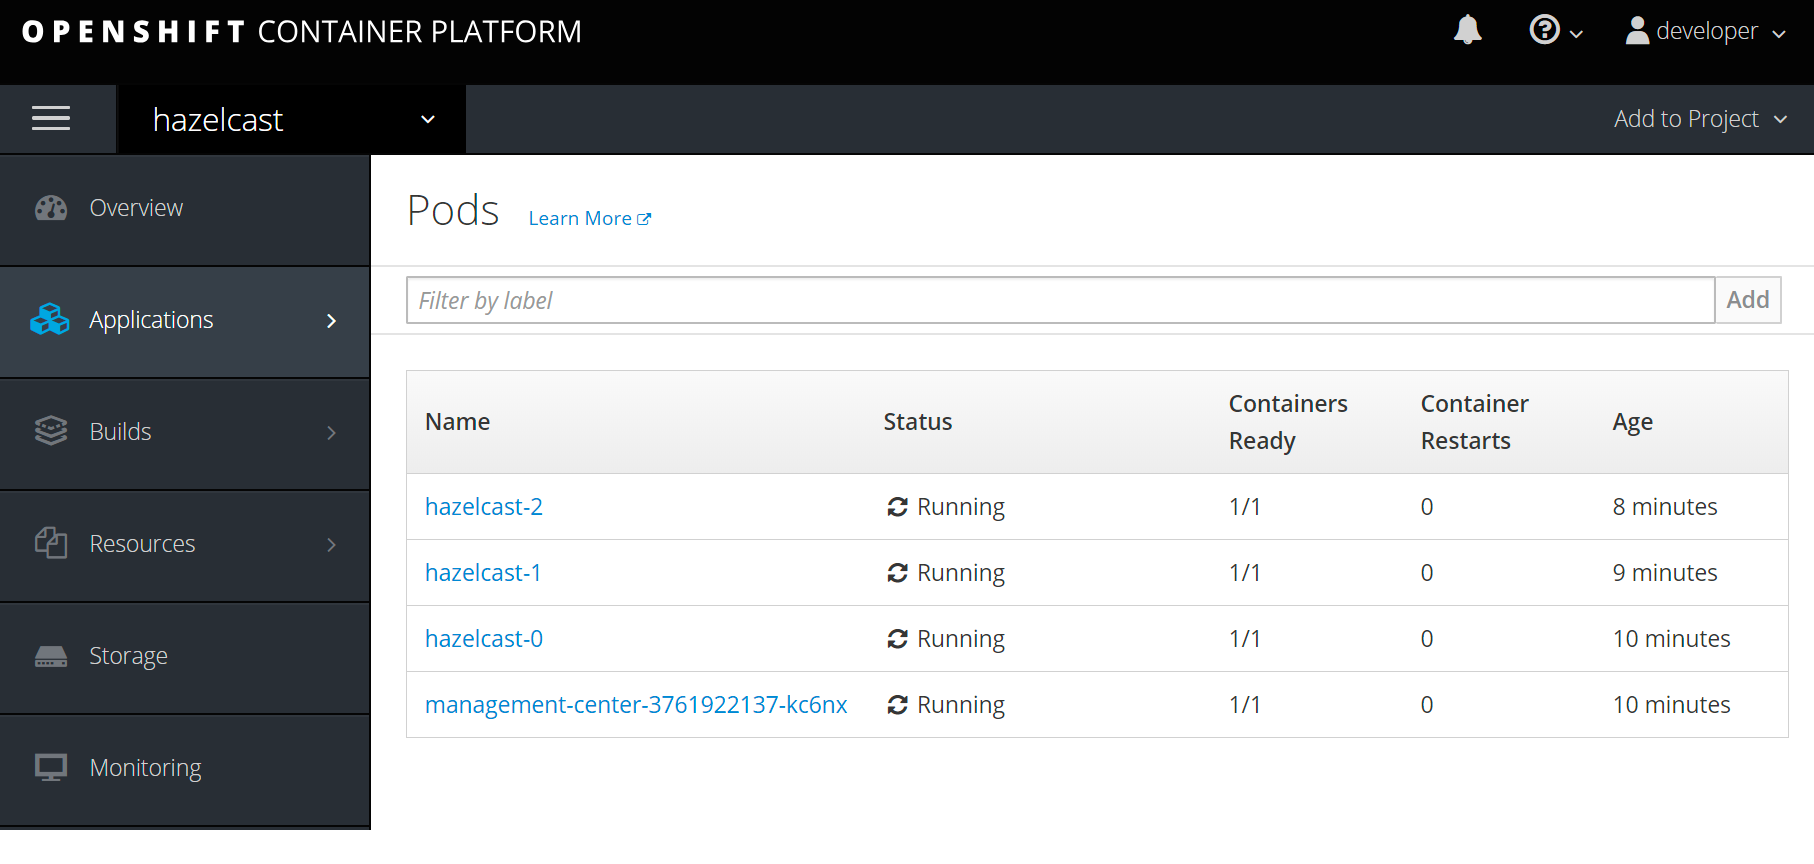 OPENSHIFT CONTAINER PLATFORM
developer
hazelcast
Add to Project
Overview
Applications
Builds
Resources
Storage
Monitoring
Pods Learn More
Filter by label Add
Name Status Containers Ready Container Restarts Age
hazelcast-2 Running 1/1 0 8 minutes
hazelcast-1 Running 1/1 0 9 minutes
hazelcast-0 Running 1/1 0 10 minutes
management-center-3761922137-kc6nx Running 1/1 0 10 minutes